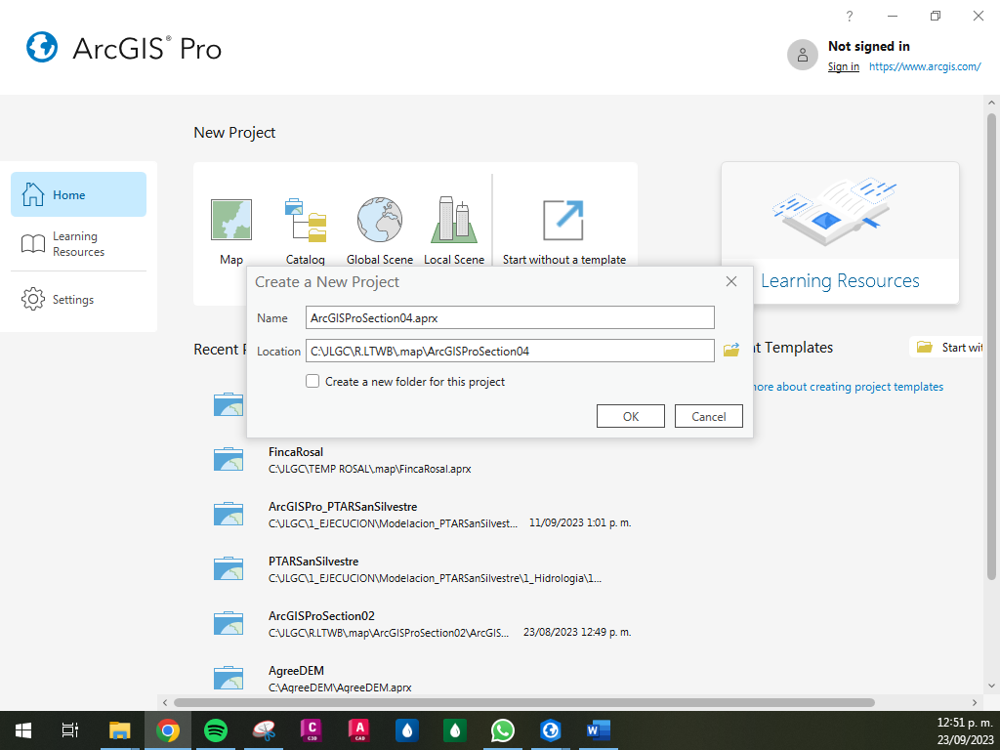 ?
ArcGIS® Pro
Not signed in
Sign in https://www.arcgis.com/
New Project
Home
Learning
Resources
Settings
Map
Catalog
Global Scene
Local Scene
Start without a template
Learning Resources
Create a New Project
Name
ArcGISProSection04.aprx
Location
C:\JLGC\R.LTWB\.map\ArcGISProSection04
Create a new folder for this project
OK
Cancel
Recent
Templates
Start wit
more about creating project templates
FincaRosal
C:\JLGC\TEMP ROSAL\.map\FincaRosal.aprx
ArcGISPro_PTARSanSilvestre
C:\JLGC\1_EJECUCION\Modelacion_PTARSanSilvest... 11/09/2023 1:01 p. m.
PTARSanSilvestre
C:\JLGC\1_EJECUCION\Modelacion_PTARSanSilvestre\1_Hidrologia\1...
ArcGISProSection02
C:\JLGC\R.LTWB\.map\ArcGISProSection02\ArcGIS... 23/08/2023 12:49 p. m.
AgreeDEM
C:\AgreeDEM\AgreeDEM.aprx
C
C3D
A
CAD
W
12:51 p. m.
23/09/2023